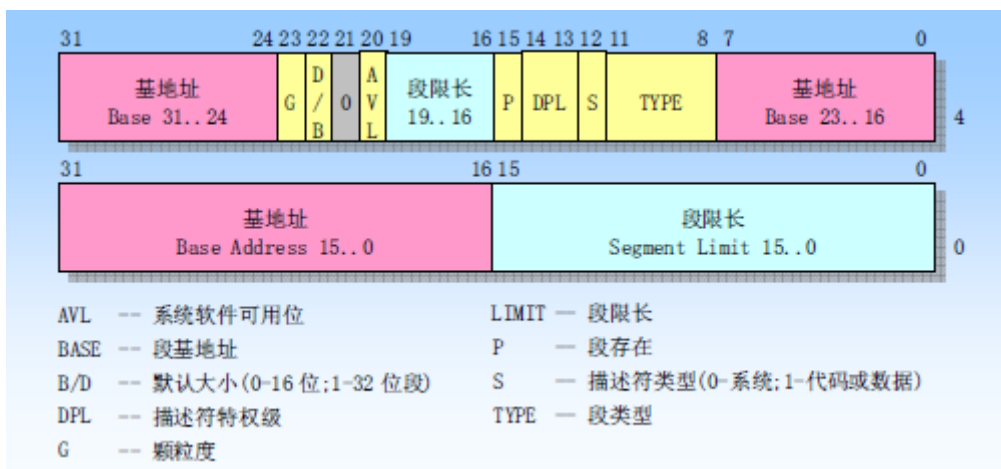 31 24 23 22 21 20 19 16 15 14 13 12 11 8 7 0
基地址 Base 31..24 G D/B 0 AVL 段限长 19..16 P DPL S TYPE 基地址 Base 23..16 4
31 16 15 0
基地址 段限长
Base Address 15..0 Segment Limit 15..0 0
AVL -- 系统软件可用位 LIMIT — 段限长
BASE -- 段基地址 P — 段存在
B/D -- 默认大小(0-16 位;1-32 位段) S — 描述符类型(0-系统;1-代码或数据)
DPL -- 描述符特权级 TYPE — 段类型
G -- 颗粒度